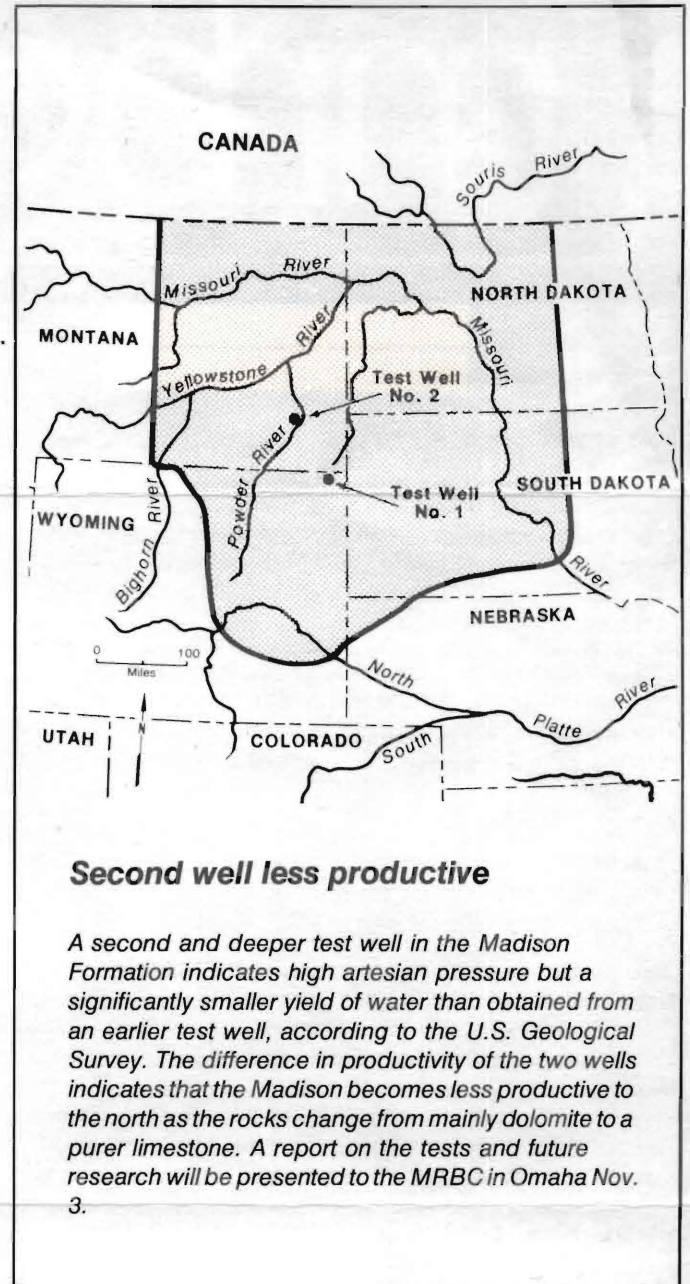 CANADA
Souris River
Missouri River
NORTH DAKOTA
MONTANA
River
Missouri
Yellowstone
Test Well
No. 2
River
Powder
SOUTH DAKOTA
Test Well
No. 1
WYOMING
Bighorn River
River
NEBRASKA
0 100
Miles
North
River
Platte
N
UTAH
COLORADO
South
Second well less productive
A second and deeper test well in the Madison
Formation indicates high artesian pressure but a
significantly smaller yield of water than obtained from
an earlier test well, according to the U.S. Geological
Survey. The difference in productivity of the two wells
indicates that the Madison becomes less productive to
the north as the rocks change from mainly dolomite to a
purer limestone. A report on the tests and future
research will be presented to the MRBC in Omaha Nov.
3.